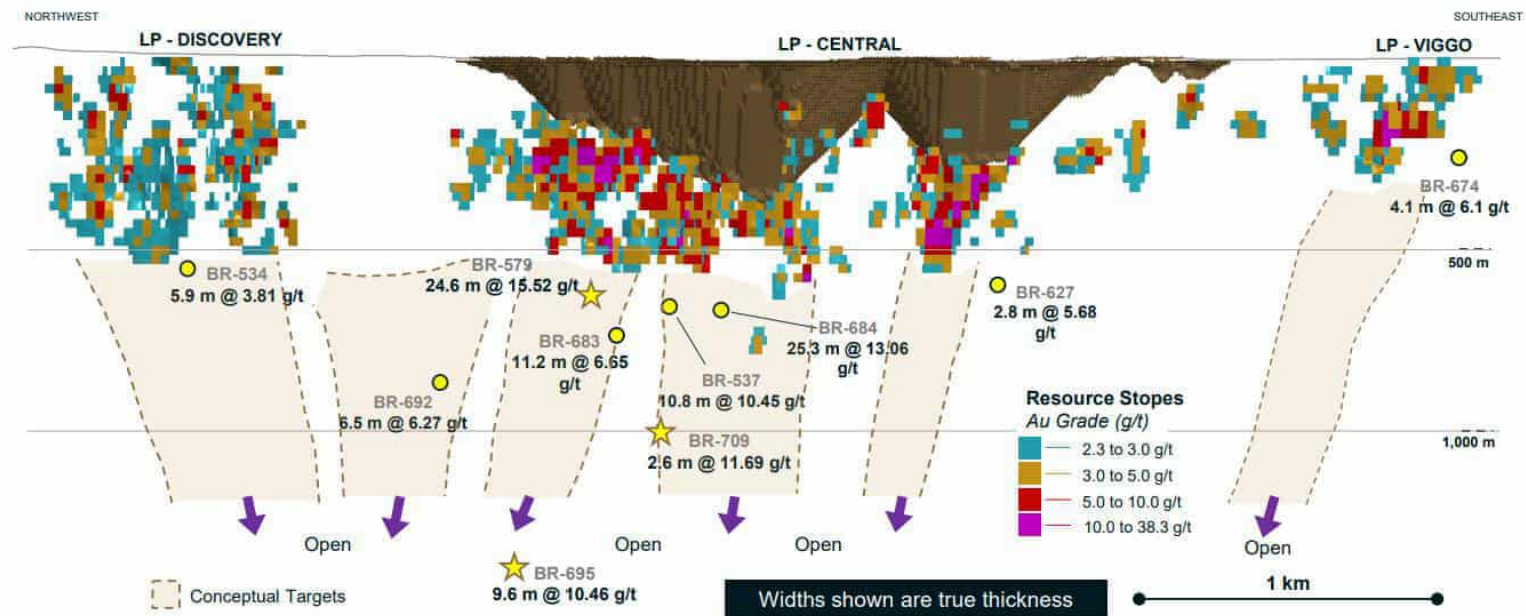 NORTHWEST
SOUTHEAST
LP - DISCOVERY
LP - CENTRAL
LP - VIGGO
BR-674
4.1 m @ 6.1 g/t
500 m
BR-534
5.9 m @ 3.81 g/t
BR-579
24.6 m @ 15.52 g/t
BR-627
2.8 m @ 5.68
g/t
BR-683
11.2 m @ 6.65
g/t
BR-684
25.3 m @ 13.06
g/t
BR-537
10.8 m @ 10.45 g/t
BR-692
6.5 m @ 6.27 g/t
BR-709
2.6 m @ 11.69 g/t
1,000 m
Resource Stopes
Au Grade (g/t)
2.3 to 3.0 g/t
3.0 to 5.0 g/t
5.0 to 10.0 g/t
10.0 to 38.3 g/t
Open
Open
Open
Open
BR-695
9.6 m @ 10.46 g/t
Conceptual Targets
Widths shown are true thickness
1 km